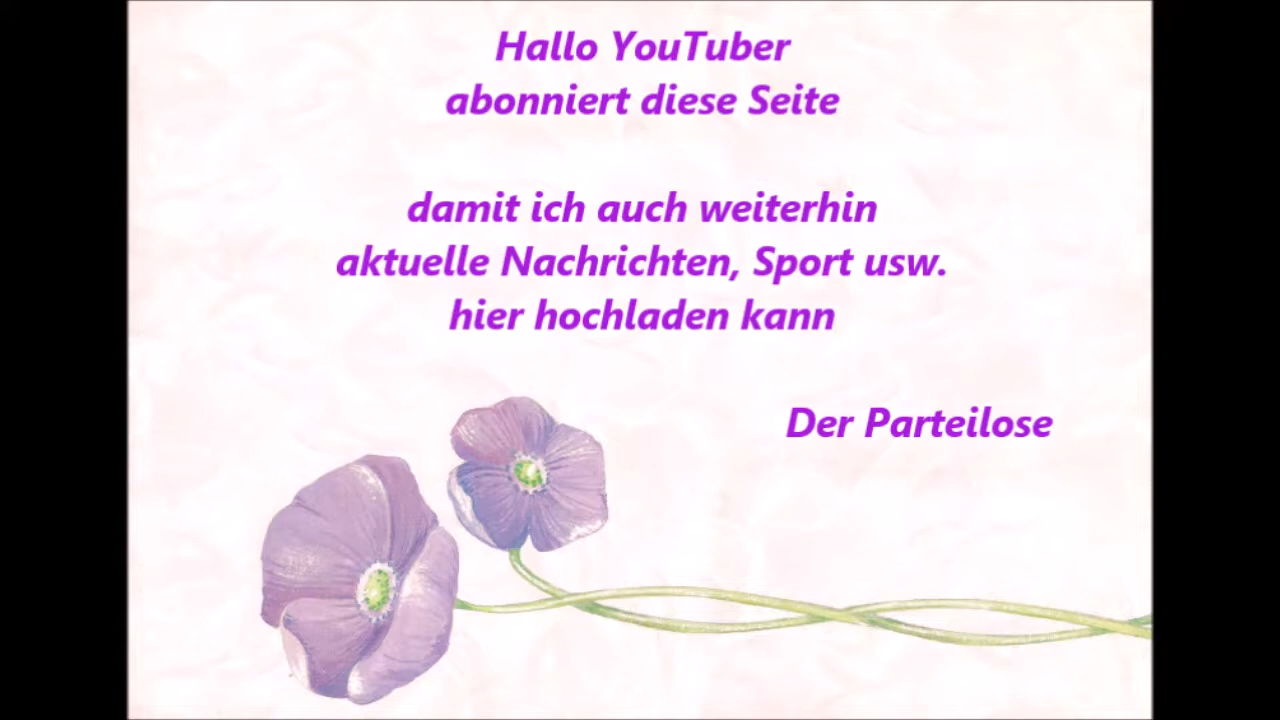 Hallo YouTuber
abonniert diese Seite
damit ich auch weiterhin
aktuelle Nachrichten, Sport usw.
hier hochladen kann
Der Parteilose